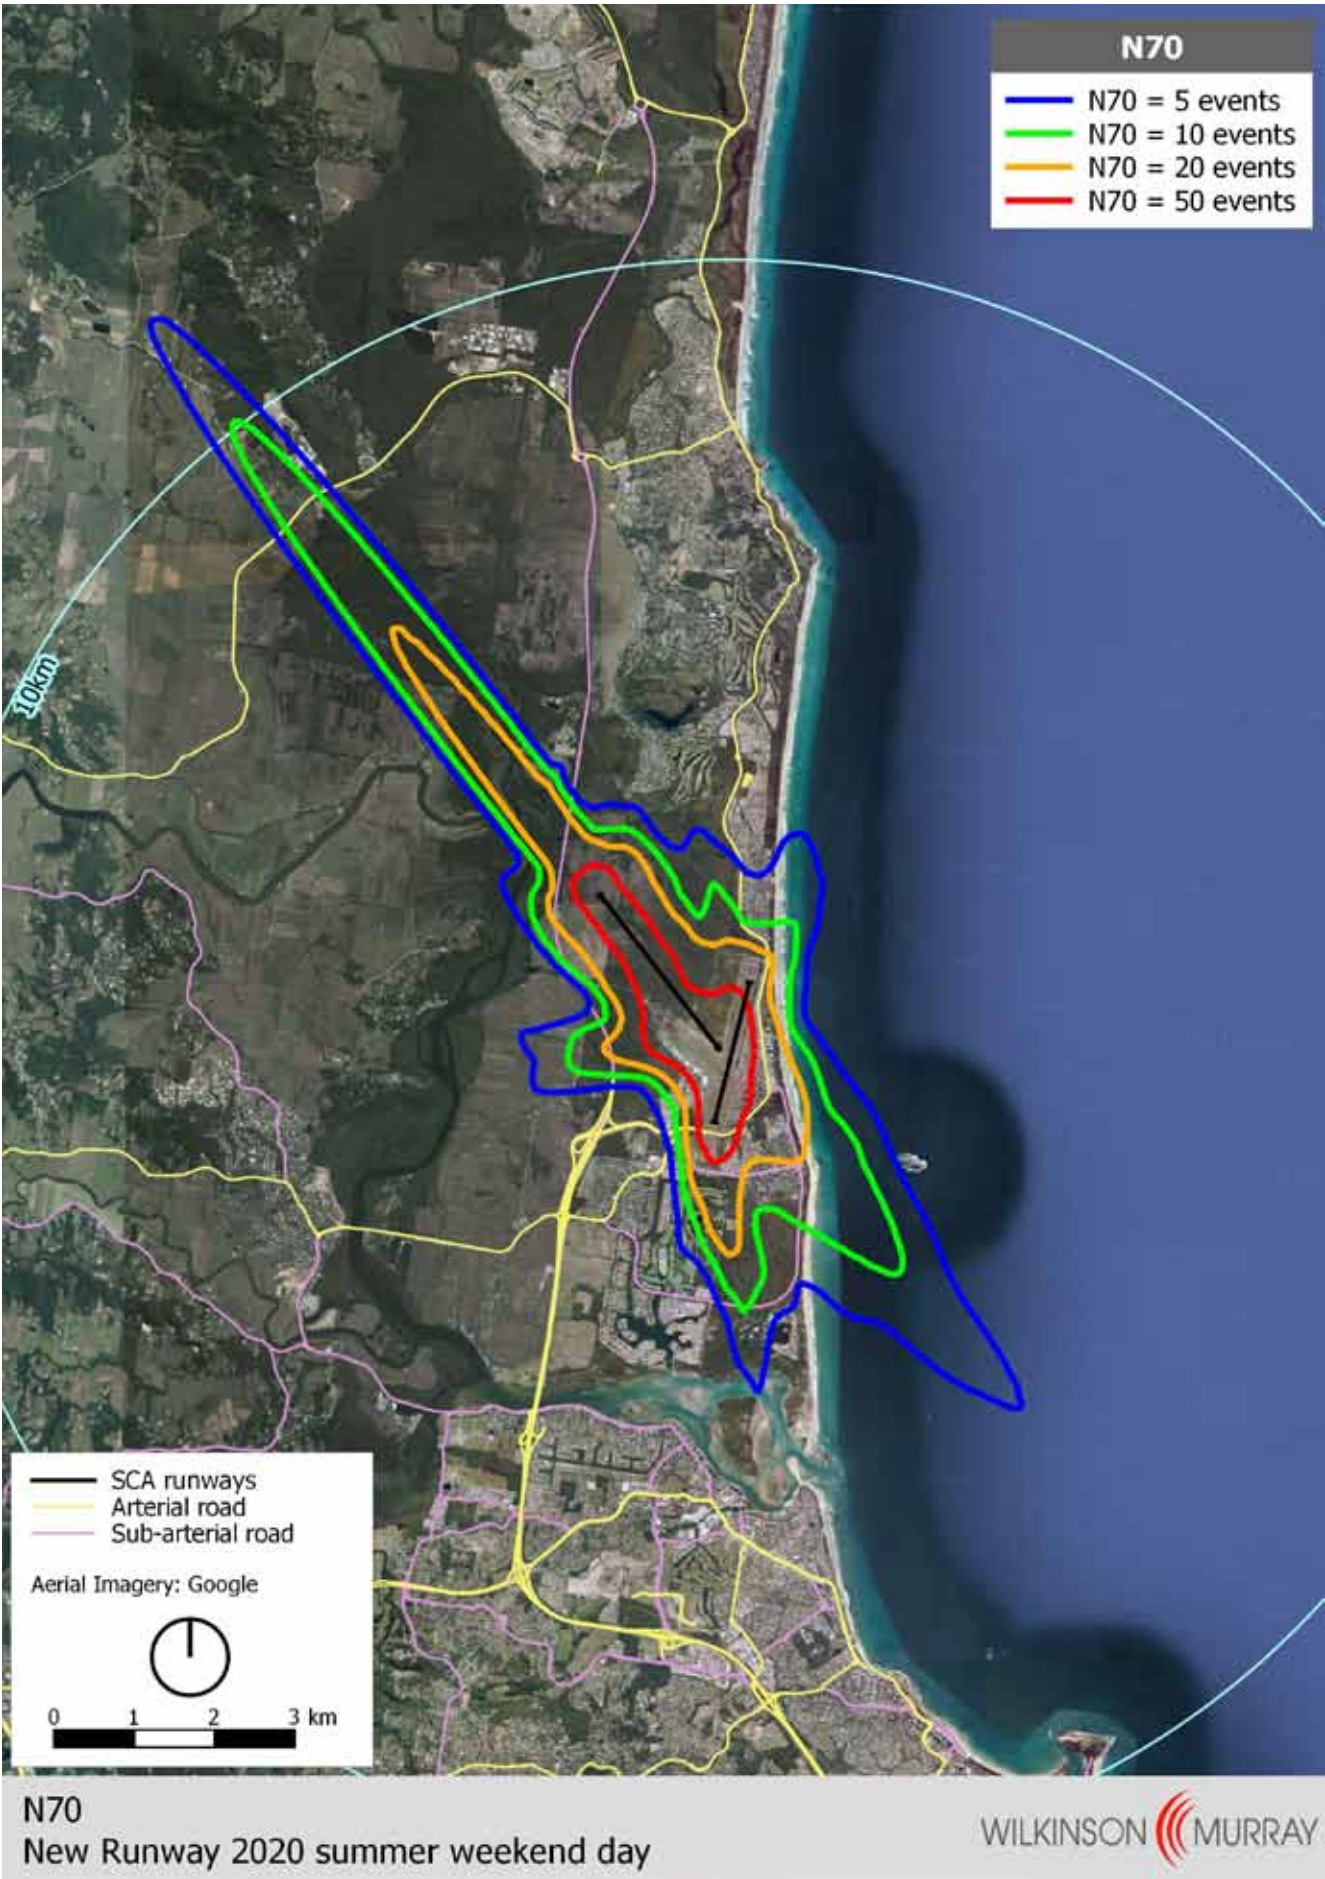 N70
N70 = 5 events
N70 = 10 events
N70 = 20 events
N70 = 50 events
10km
SCA runways
Arterial road
Sub-arterial road
Aerial Imagery: Google
0 1 2 3 km
N70
New Runway 2020 summer weekend day
WILKINSON MURRAY